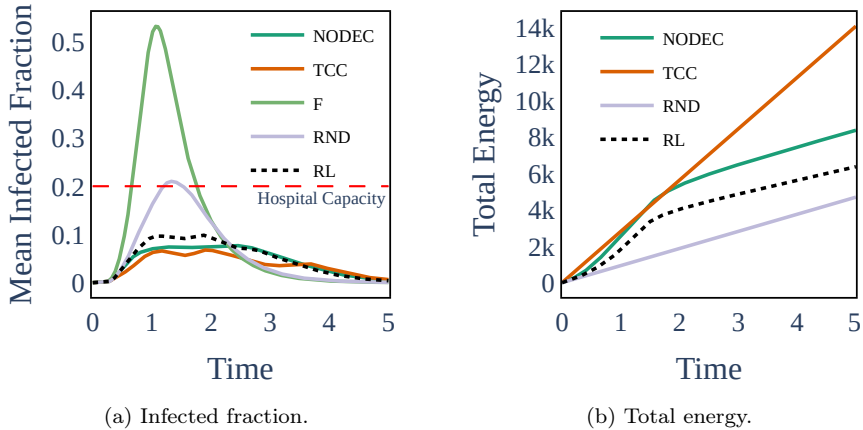 Mean Infected Fraction
0.5
0.4
0.3
0.2
0.1
0
NODEC
TCC
F
RND
RL
Hospital Capacity
0 1 2 3 4 5
Time
(a) Infected fraction.
Total Energy
14k
12k
10k
8k
6k
4k
2k
0
NODEC
TCC
RND
RL
0 1 2 3 4 5
Time
(b) Total energy.